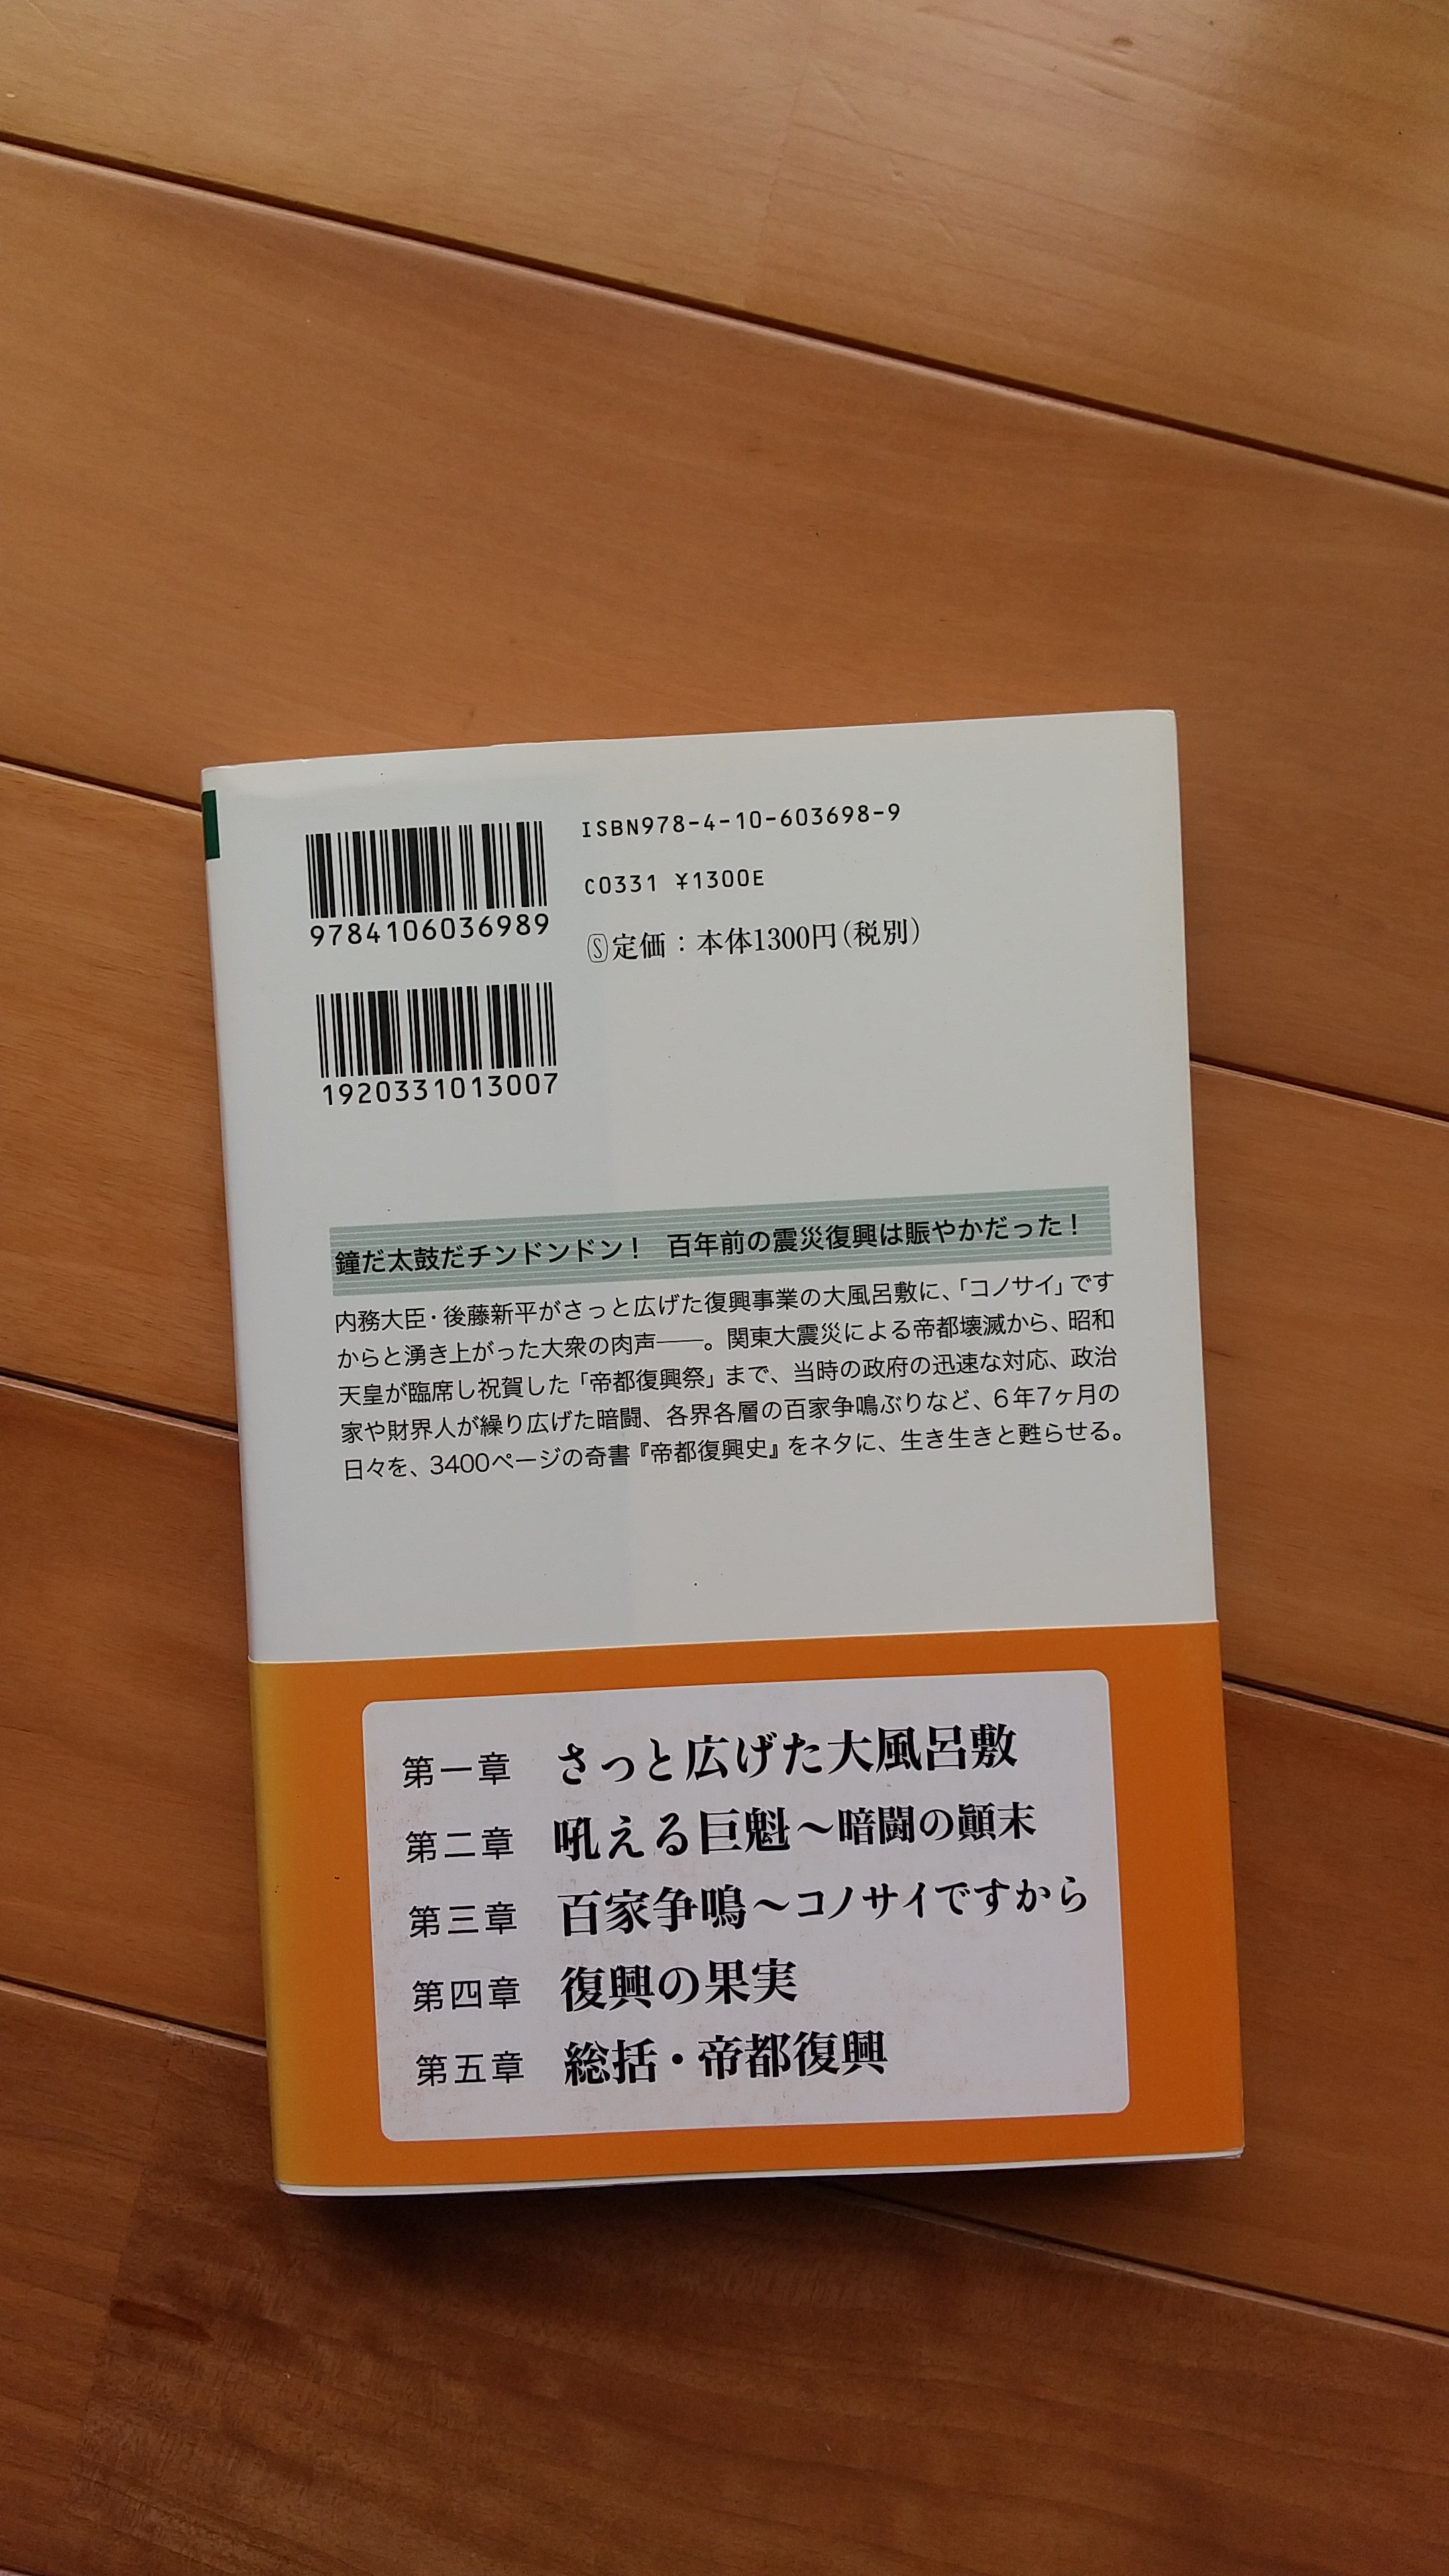 9784106036989
ISBN978-4-10-603698-9
C0331 ¥1300E
Ⓢ定価：本体1300円(税別)
1920331013007
鐘だ太鼓だチンドンドン！ 百年前の震災復興は賑やかだった！
内務大臣・後藤新平がさっと広げた復興事業の大風呂敷に、「コノサイ」です
からと湧き上がった大衆の肉声――。関東大震災による帝都壊滅から、昭和
天皇が臨席し祝賀した「帝都復興祭」まで、当時の政府の迅速な対応、政治
家や財界人が繰り広げた暗闘、各界各層の百家争鳴ぶりなど、6年7ヶ月の
日々を、3400ページの奇書『帝都復興史』をネタに、生き生きと甦らせる。
第一章 さっと広げた大風呂敷
第二章 吼える巨魁～暗闘の顚末
第三章 百家争鳴～コノサイですから
第四章 復興の果実
第五章 総括・帝都復興